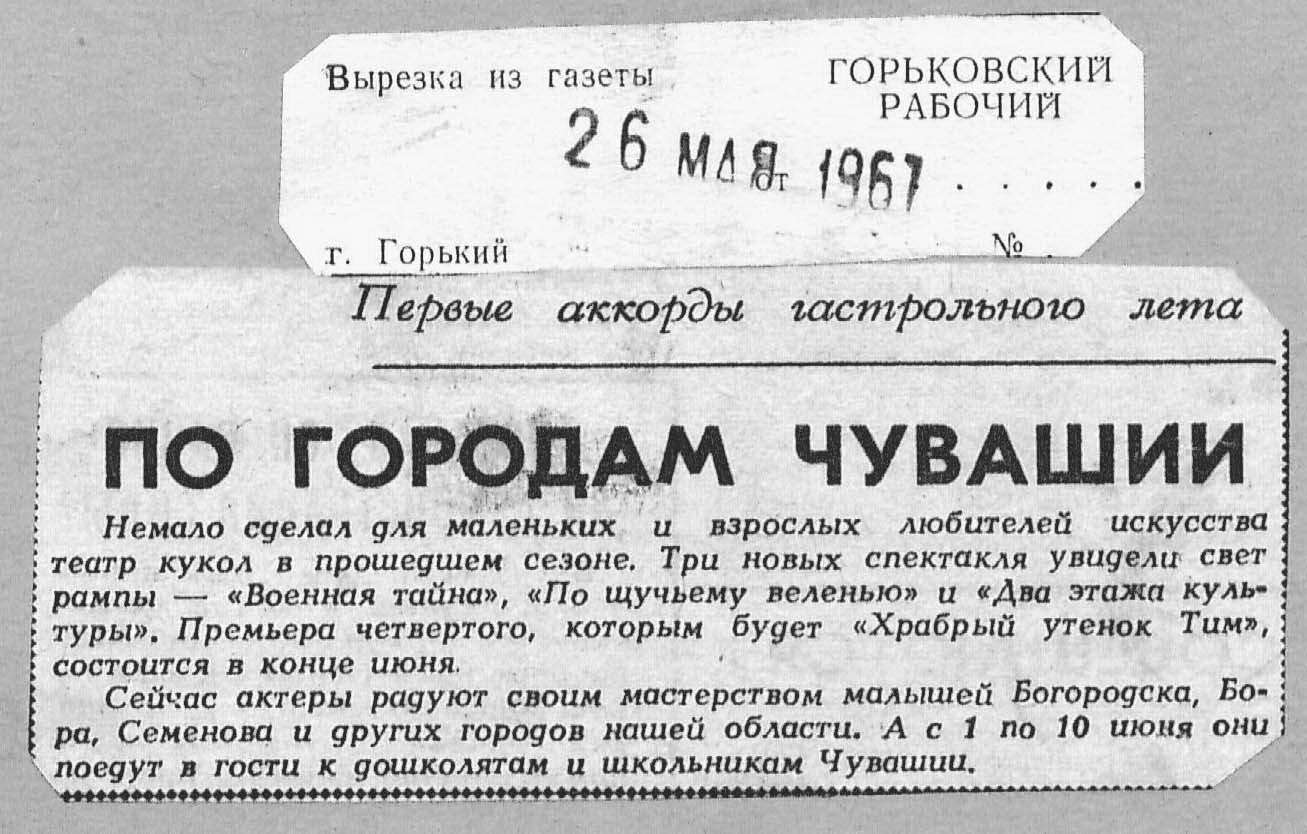 Вырезка из газеты
ГОРЬКОВСКИЙ
РАБОЧИЙ
26 МАЯ от 1967 . . . . .
г. Горький № .
Первые аккорды гастрольного лета
ПО ГОРОДАМ ЧУВАШИИ
Немало сделал для маленьких и взрослых любителей искусства
театр кукол в прошедшем сезоне. Три новых спектакля увидели свет
рампы — «Военная тайна», «По щучьему веленью» и «Два этажа куль-
туры». Премьера четвертого, которым будет «Храбрый утенок Тим»,
состоится в конце июня.
Сейчас актеры радуют своим мастерством малышей Богородска, Бо-
ра, Семенова и других городов нашей области. А с 1 по 10 июня они
поедут в гости к дошколятам и школьникам Чувашии.